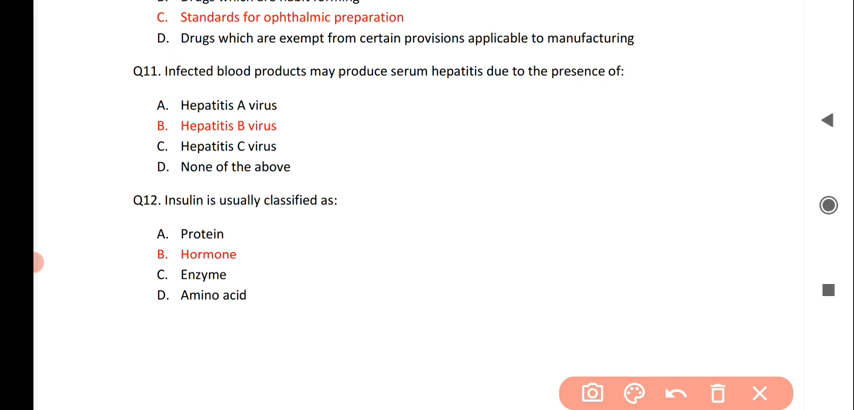 C. Standards for ophthalmic preparation
D. Drugs which are exempt from certain provisions applicable to manufacturing
Q11. Infected blood products may produce serum hepatitis due to the presence of:
A. Hepatitis A virus
B. Hepatitis B virus
C. Hepatitis C virus
D. None of the above
Q12. Insulin is usually classified as:
A. Protein
B. Hormone
C. Enzyme
D. Amino acid